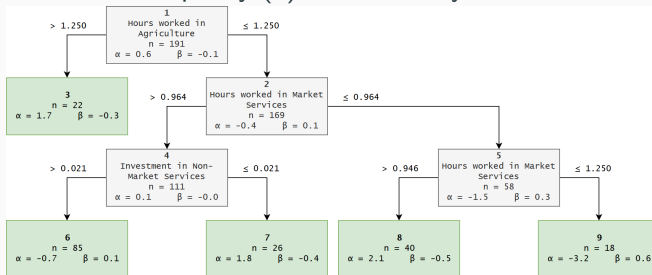 1
Hours worked in
Agriculture
n = 191
α = 0.6 β = -0.1
> 1.250
≤ 1.250
3
n = 22
α = 1.7 β = -0.3
2
Hours worked in Market
Services
n = 169
α = -0.4 β = 0.1
> 0.964
≤ 0.964
4
Investment in Non-
Market Services
n = 111
α = 0.1 β = -0.0
5
Hours worked in Market
Services
n = 58
α = -1.5 β = 0.3
> 0.021
≤ 0.021
> 0.946
≤ 1.250
6
n = 85
α = -0.7 β = 0.1
7
n = 26
α = 1.8 β = -0.4
8
n = 40
α = 2.1 β = -0.5
9
n = 18
α = -3.2 β = 0.6